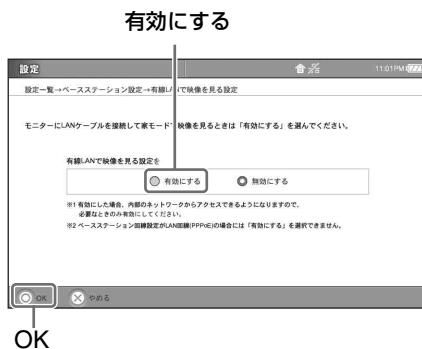 有効にする
設定
11:01PM
設定一覧→ベースステーション設定→有線LANで映像を見る設定
モニターにLANケーブルを接続して家モードで映像を見るときは「有効にする」を選んでください。
有線LANで映像を見る設定を
有効にする 無効にする
※1 有効にした場合、内部のネットワークからアクセスできるようになりますので、
必要なときのみ有効にしてください。
※2 ベースステーション回線設定がLAN回線(PPPoE)の場合には「有効にする」を選択できません。
OK やめる
OK